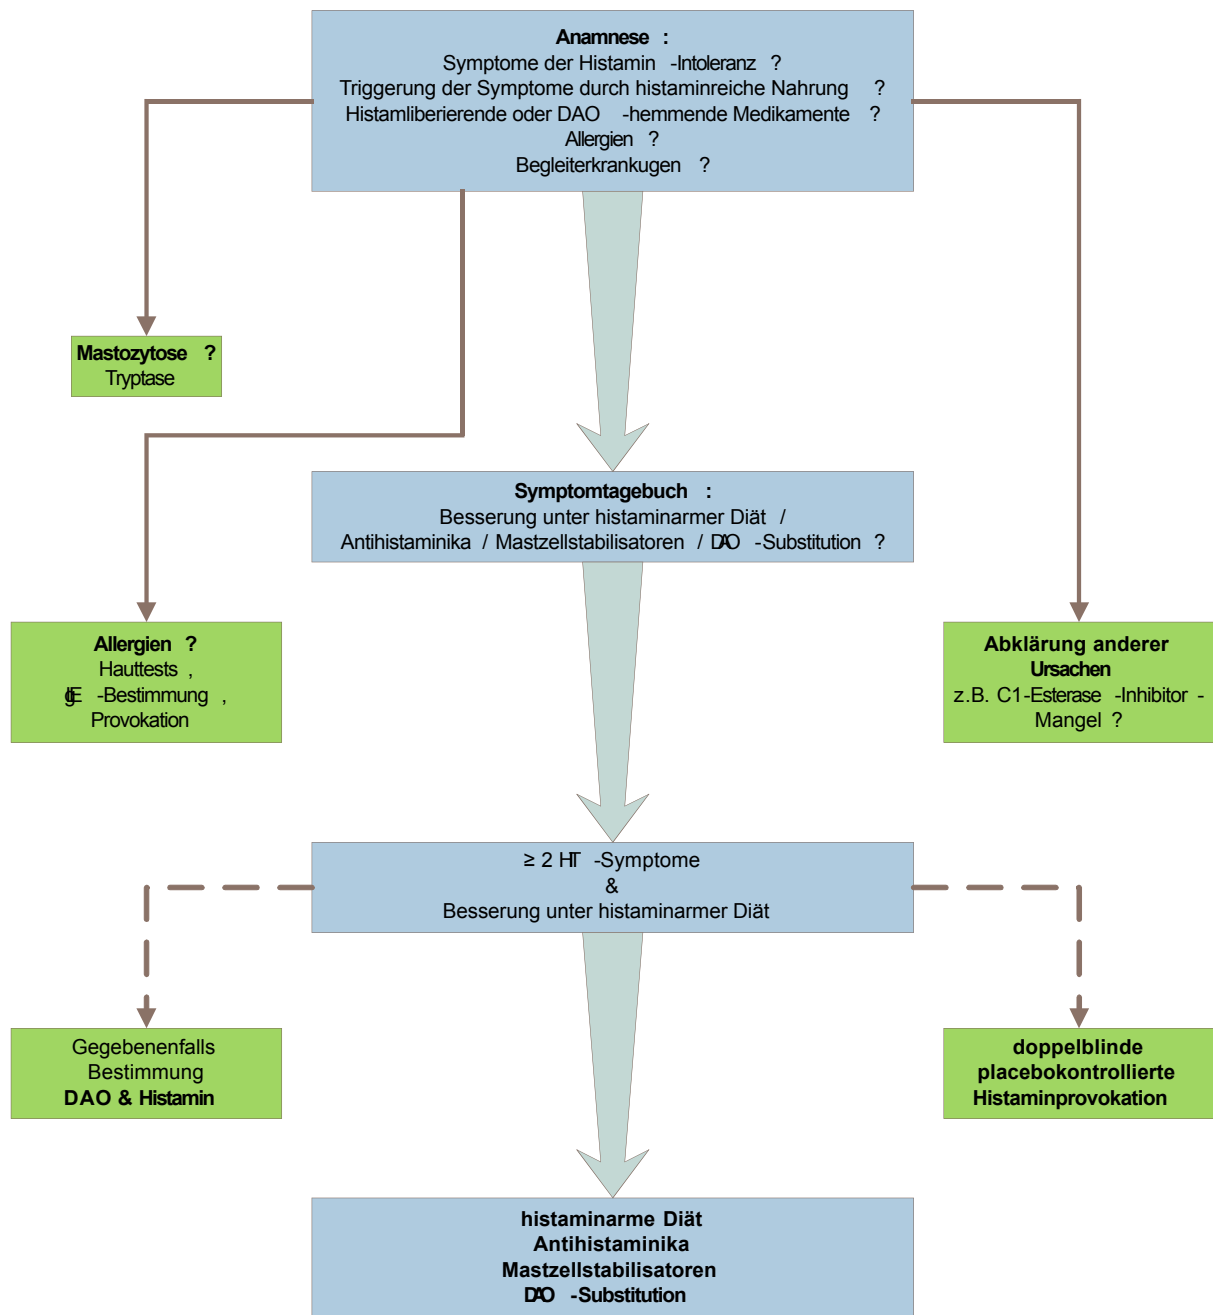 Anamnese :
Symptome der Histamin -Intoleranz ?
Triggerung der Symptome durch histaminreiche Nahrung ?
Histamliberierende oder DAO -hemmende Medikamente ?
Allergien ?
Begleiterkrankugen ?
Mastozytose ?
Tryptase
Symptomtagebuch :
Besserung unter histaminarmer Diät /
Antihistaminika / Mastzellstabilisatoren / DAO -Substitution ?
Allergien ?
Hauttests ,
IgE -Bestimmung ,
Provokation
Abklärung anderer
Ursachen
z.B. C1-Esterase -Inhibitor -
Mangel ?
≥ 2 HIT -Symptome
&
Besserung unter histaminarmer Diät
Gegebenenfalls
Bestimmung
DAO & Histamin
doppelblinde
placebokontrollierte
Histaminprovokation
histaminarme Diät
Antihistaminika
Mastzellstabilisatoren
DAO -Substitution